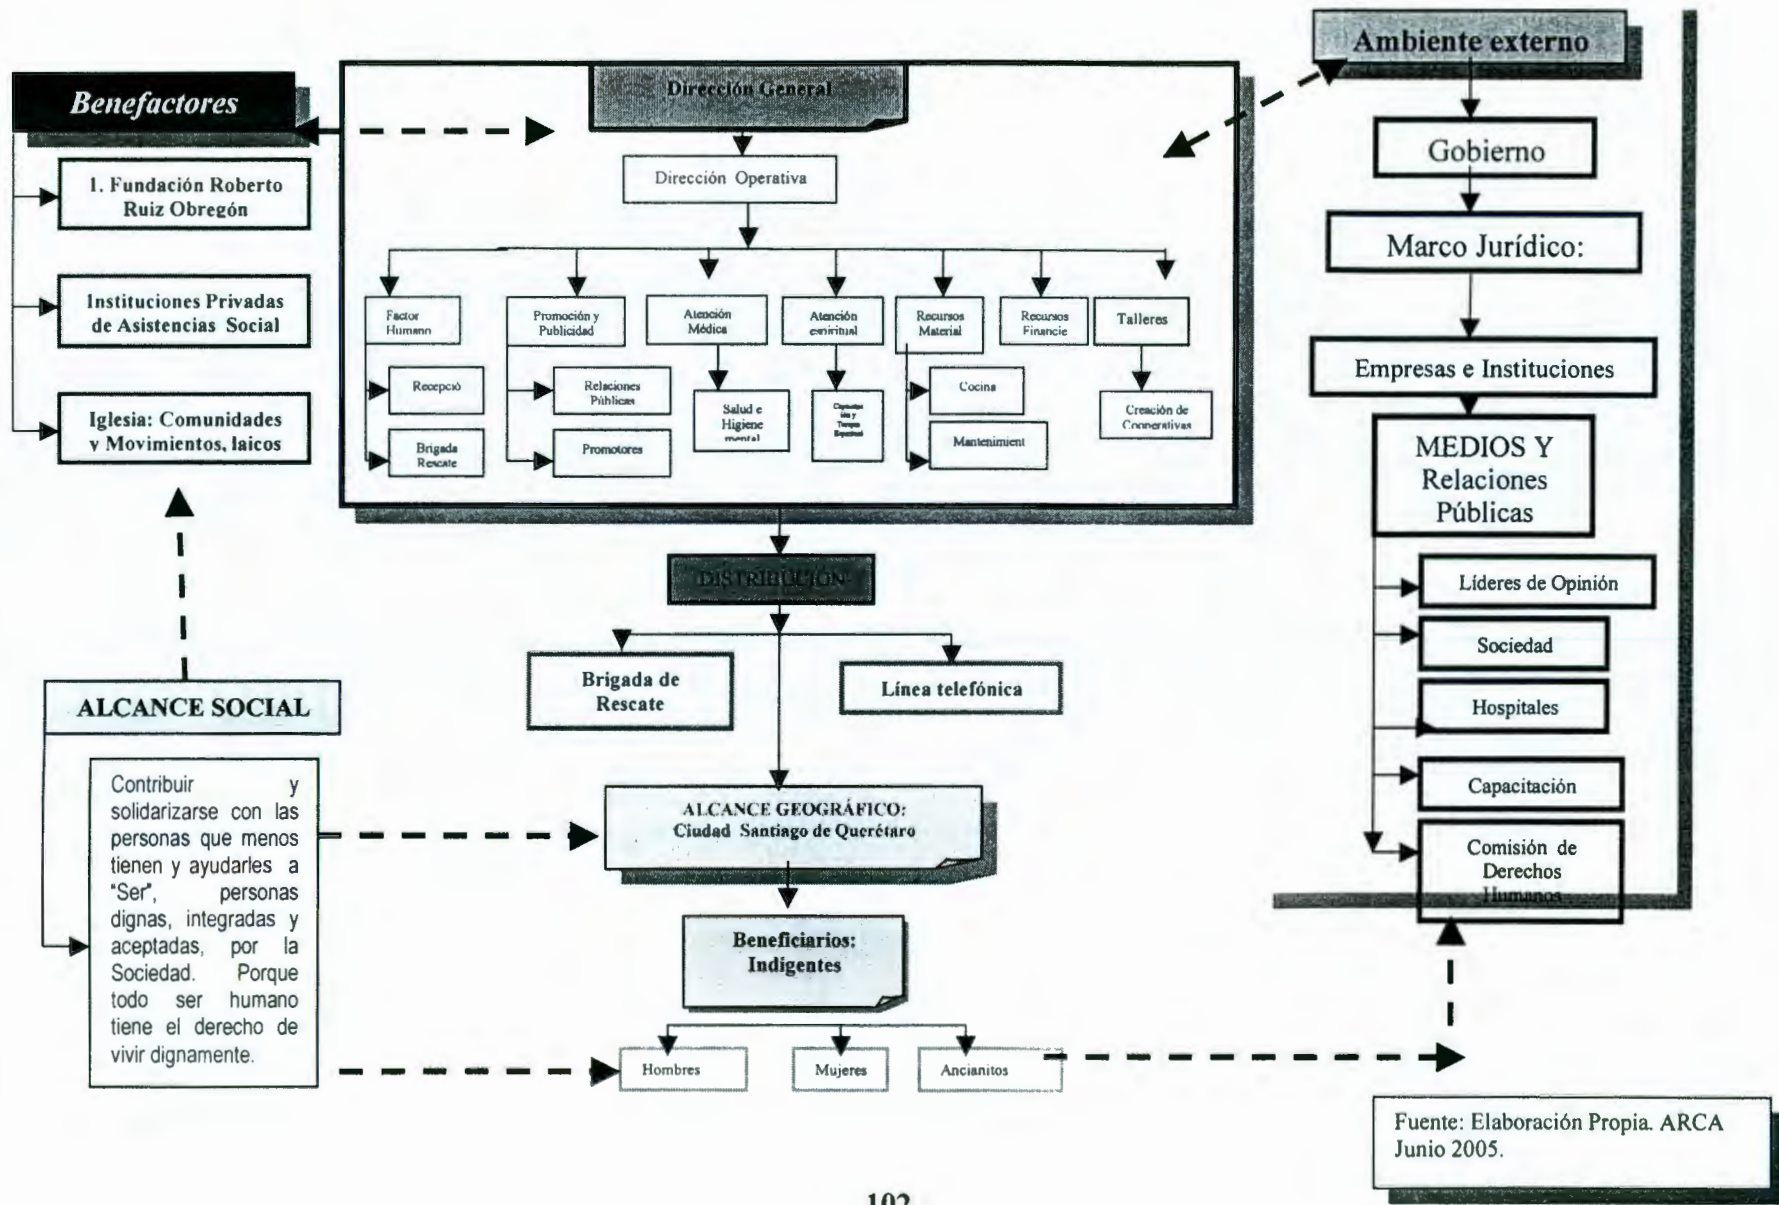 Benefactores
1. Fundación Roberto
Ruiz Obregón
Instituciones Privadas
de Asistencias Social
Iglesia: Comunidades
y Movimientos, laicos
ALCANCE SOCIAL
Contribuir y
solidarizarse con las
personas que menos
tienen y ayudarles a
"Ser", personas
dignas, integradas y
aceptadas, por la
Sociedad. Porque
todo ser humano
tiene el derecho de
vivir dignamente.
Dirección General
Dirección Operativa
Factor
Humano
Recepció
Brigada
Rescate
Promoción y
Publicidad
Relaciones
Públicas
Promotores
Atención
Médica
Salud e
Higiene
mental
Atención
espiritual
Espiritual
Recursos
Material
Cocina
Mantenimient
Recursos
Financie
Talleres
Creación de
Cooperativas
DISTRIBUCIÓN
Brigada de
Rescate
Línea telefónica
ALCANCE GEOGRÁFICO:
Ciudad Santiago de Querétaro
Beneficiarios:
Indigentes
Hombres
Mujeres
Ancianitos
Ambiente externo
Gobierno
Marco Jurídico:
Empresas e Instituciones
MEDIOS Y
Relaciones
Públicas
Líderes de Opinión
Sociedad
Hospitales
Capacitación
Comisión de
Derechos
Humanos
Fuente: Elaboración Propia. ARCA
Junio 2005.
102